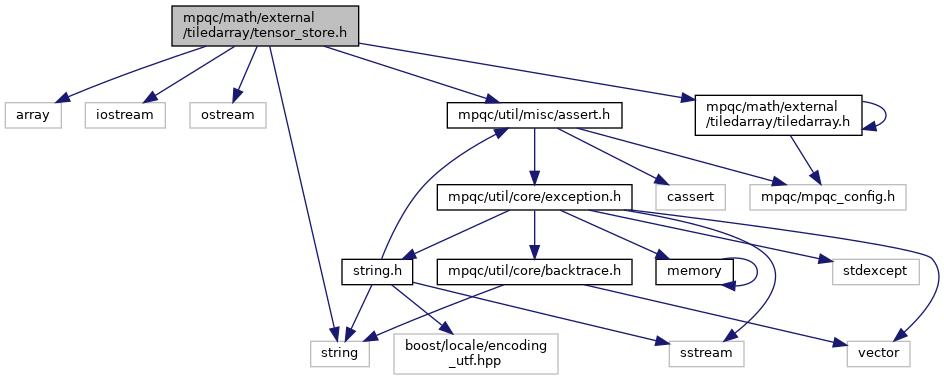 mpqc/math/external
/tiledarray/tensor_store.h
array
iostream
ostream
mpqc/util/misc/assert.h
mpqc/math/external
/tiledarray/tiledarray.h
mpqc/util/core/exception.h
cassert
mpqc/mpqc_config.h
string.h
mpqc/util/core/backtrace.h
memory
stdexcept
string
boost/locale/encoding
_utf.hpp
sstream
vector